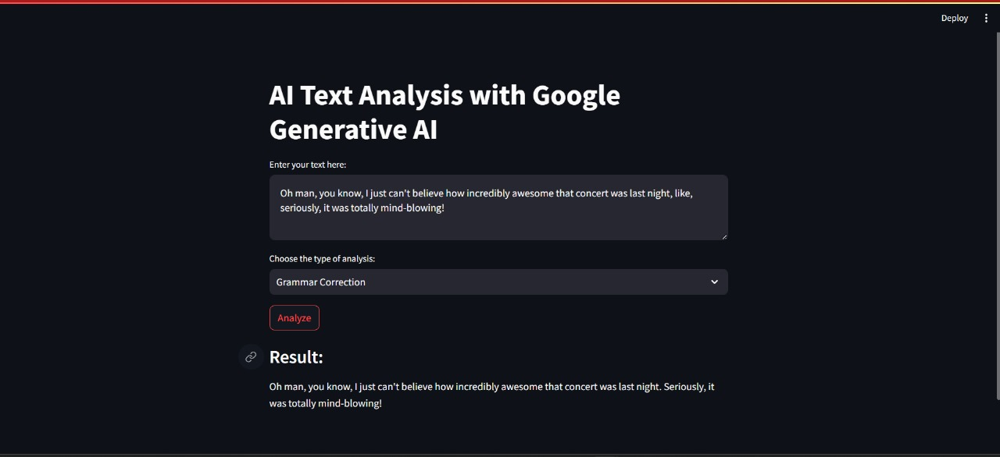 Deploy
AI Text Analysis with Google
Generative AI
Enter your text here:
Oh man, you know, I just can't believe how incredibly awesome that concert was last night, like,
seriously, it was totally mind-blowing!
Choose the type of analysis:
Grammar Correction
Analyze
Result:
Oh man, you know, I just can't believe how incredibly awesome that concert was last night. Seriously, it
was totally mind-blowing!